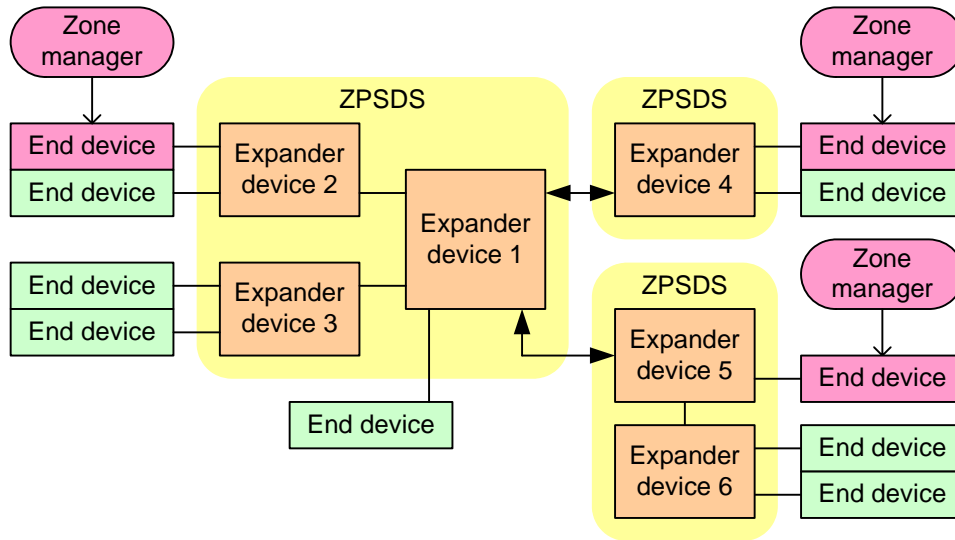 Zone
manager
End device
End device
ZPSDS
Expander
device 2
Expander
device 1
End device
End device
Expander
device 3
End device
ZPSDS
Expander
device 4
Zone
manager
End device
End device
ZPSDS
Expander
device 5
Expander
device 6
Zone
manager
End device
End device
End device